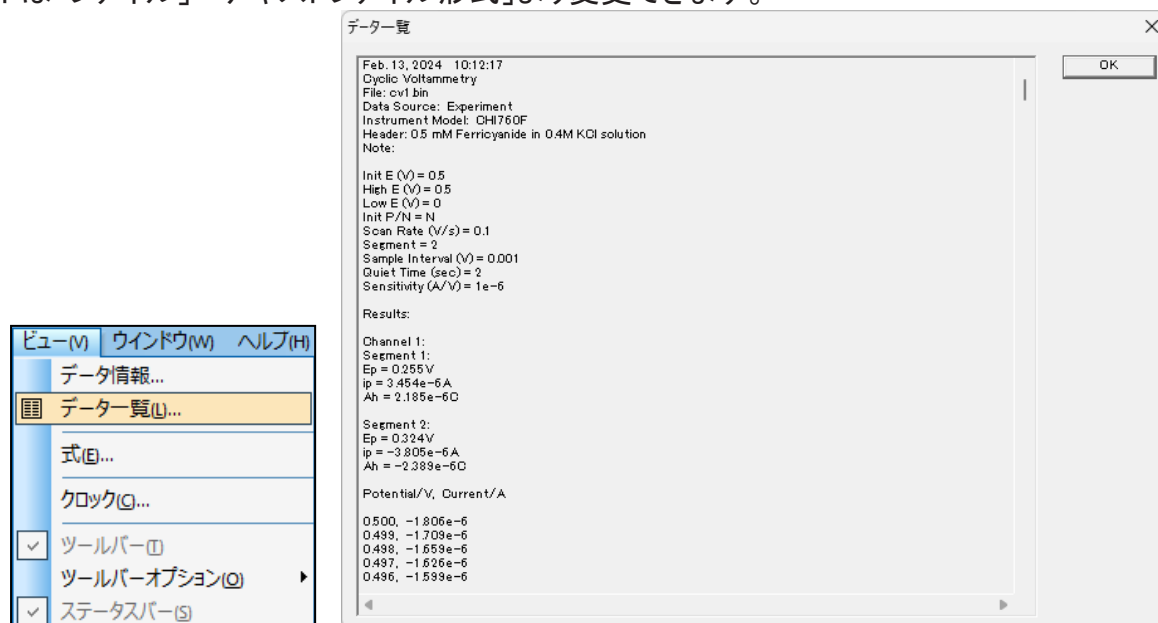 より変更できます。
データ一覧
OK
Feb. 13, 2024 10:12:17
Cyclic Voltammetry
File: cv1.bin
Data Source: Experiment
Instrument Model: CHI760F
Header: 0.5 mM Ferricyanide in 0.4M KCl solution
Note:
Init E (V) = 0.5
High E (V) = 0.5
Low E (V) = 0
Init P/N = N
Scan Rate (V/s) = 0.1
Segment = 2
Sample Interval (V) = 0.001
Quiet Time (sec) = 2
Sensitivity (A/V) = 1e-6
Results:
Channel 1:
Segment 1:
Ep = 0.255V
ip = 3.454e-6A
Ah = 2.185e-6C
Segment 2:
Ep = 0.324V
ip = -3.805e-6A
Ah = -2.389e-6C
Potential/V, Current/A
0.500, -1.806e-6
0.499, -1.709e-6
0.498, -1.659e-6
0.497, -1.626e-6
0.496, -1.599e-6
ビュー(V) ウインドウ(W) ヘルプ(H)
データ情報...
データ一覧(L)...
式(E)...
クロック(C)...
ツールバー(T)
ツールバーオプション(O)
ステータスバー(S)